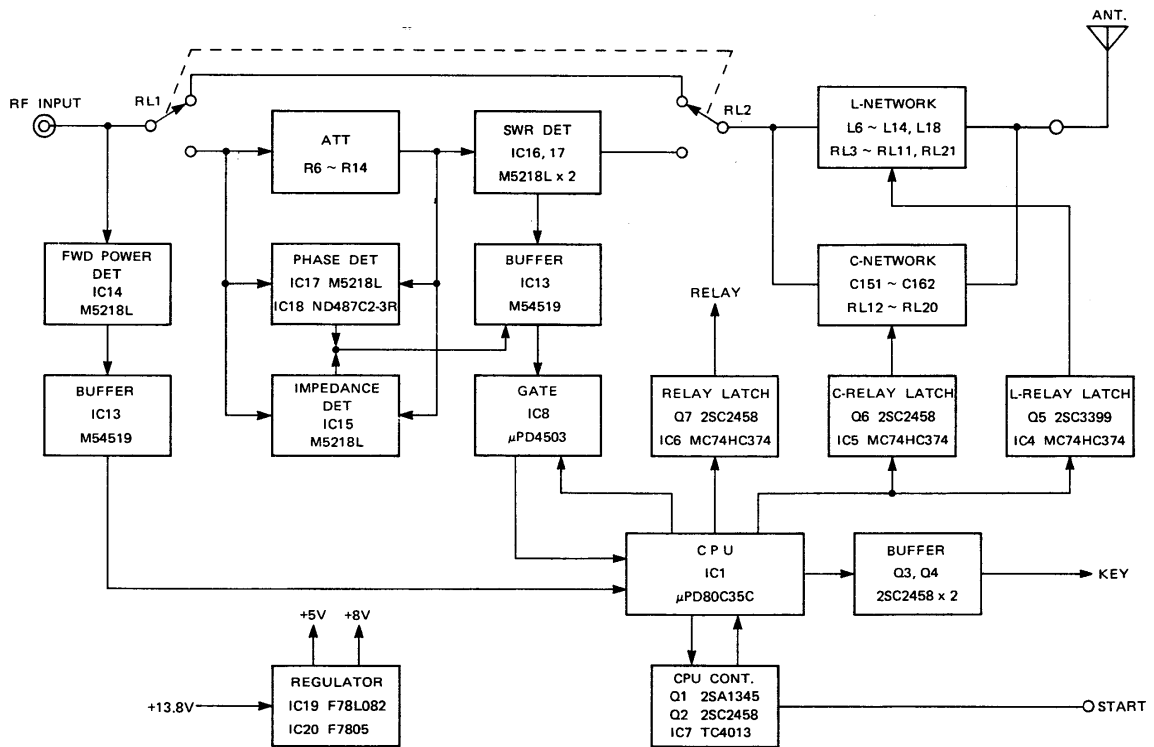 ANT.
RF INPUT
RL1
RL2
ATT
R6 ~ R14
SWR DET
IC16, 17
M5218L x 2
L-NETWORK
L6 ~ L14, L18
RL3 ~ RL11, RL21
FWD POWER
DET
IC14
M5218L
PHASE DET
IC17 M5218L
IC18 ND487C2-3R
BUFFER
IC13
M54519
C-NETWORK
C151 ~ C162
RL12 ~ RL20
RELAY
BUFFER
IC13
M54519
IMPEDANCE
DET
IC15
M5218L
GATE
IC8
μPD4503
RELAY LATCH
Q7 2SC2458
IC6 MC74HC374
C-RELAY LATCH
Q6 2SC2458
IC5 MC74HC374
L-RELAY LATCH
Q5 2SC3399
IC4 MC74HC374
CPU
IC1
μPD80C35C
BUFFER
Q3, Q4
2SC2458 x 2
KEY
+5V +8V
+13.8V
REGULATOR
IC19 F78L082
IC20 F7805
CPU CONT.
Q1 2SA1345
Q2 2SC2458
IC7 TC4013
START